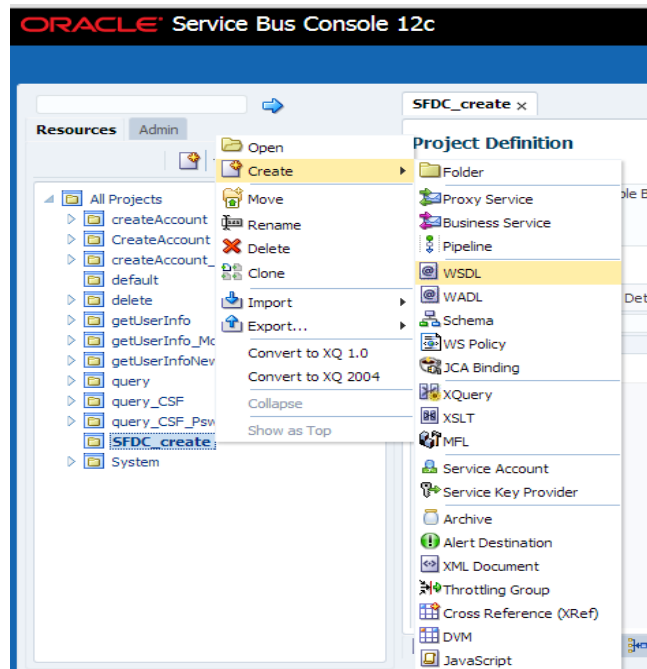 ORACLE Service Bus Console 12c
SFDC_create x
Resources Admin
Project Definition
Open
Create
Move
Rename
Delete
Clone
Import
Export...
Convert to XQ 1.0
Convert to XQ 2004
Collapse
Show as Top
All Projects
createAccount
CreateAccount
createAccount_
default
delete
getUserInfo
getUserInfo_Mo
getUserInfoNew
query
query_CSF
query_CSF_Psw
SFDC_create
System
Folder
Proxy Service
Business Service
Pipeline
WSDL
WADL
Schema
WS Policy
JCA Binding
XQuery
XSLT
MFL
Service Account
Service Key Provider
Archive
Alert Destination
XML Document
Throttling Group
Cross Reference (XRef)
DVM
JavaScript
ple B
Det